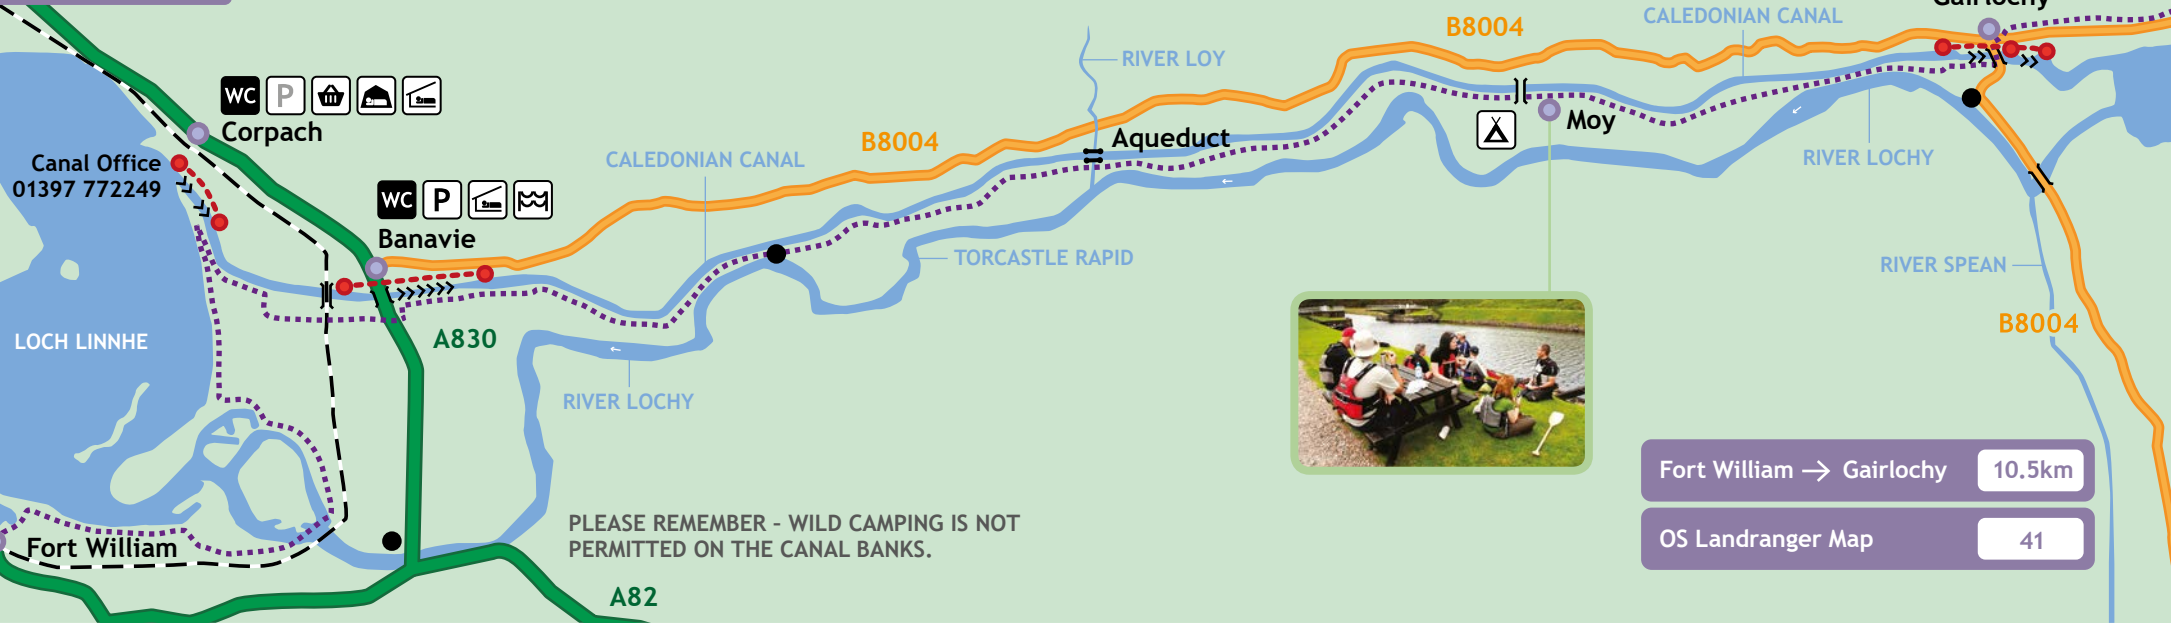 Gairlochy
CALEDONIAN CANAL
B8004
RIVER LOY
WC P
Corpach
Canal Office
01397 772249
Aqueduct
Moy
B8004
CALEDONIAN CANAL
RIVER LOCHY
WC P
Banavie
TORCASTLE RAPID
RIVER SPEAN
B8004
LOCH LINNHE
A830
RIVER LOCHY
Fort William → Gairlochy 10.5km
OS Landranger Map 41
PLEASE REMEMBER - WILD CAMPING IS NOT
PERMITTED ON THE CANAL BANKS.
Fort William
A82